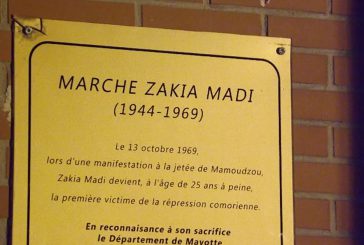 MARCHE ZAKIA MADI
(1944-1969)
Le 13 octobre 1969,
lors d'une manifestation à la jetée de Mamoudzou,
Zakia Madi devient, à l'âge de 25 ans à peine,
la première victime de la répression comorienne.
En reconnaissance à son sacrifice
le Département de Mayotte